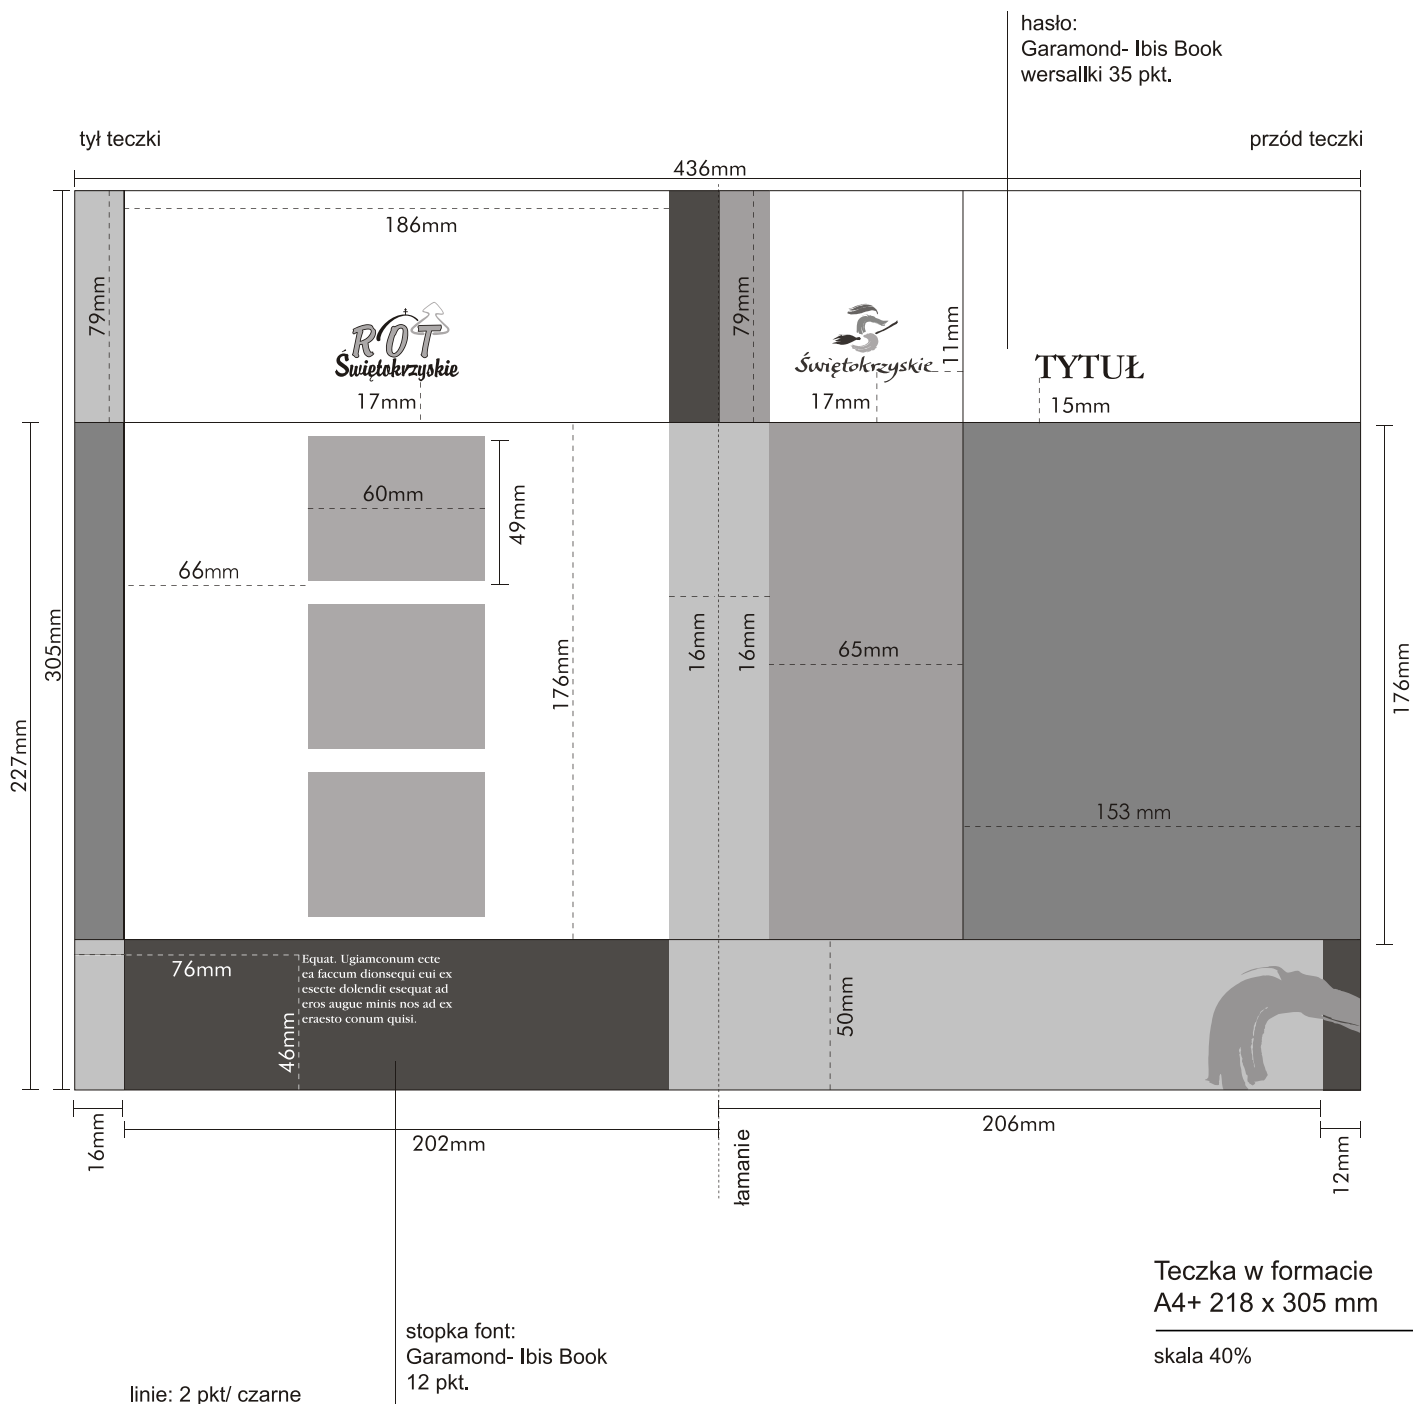 hasło:
Garamond- Ibis Book
wersallki 35 pkt.
tył teczki
przód teczki
436mm
186mm
79mm
79mm
ROT
Świętokrzyskie
Świętokrzyskie
11mm
TYTUŁ
17mm
17mm
15mm
60mm
49mm
66mm
305mm
227mm
176mm
16mm
16mm
65mm
176mm
153 mm
76mm
Equat. Ugiamconum ecte
ea faccum dionsequi eui ex
esecte dolendit esequat ad
eros augue minis nos ad ex
eraesto conum quisi.
46mm
50mm
16mm
202mm
łamanie
206mm
12mm
Teczka w formacie
A4+ 218 x 305 mm
skala 40%
stopka font:
Garamond- Ibis Book
12 pkt.
linie: 2 pkt/ czarne